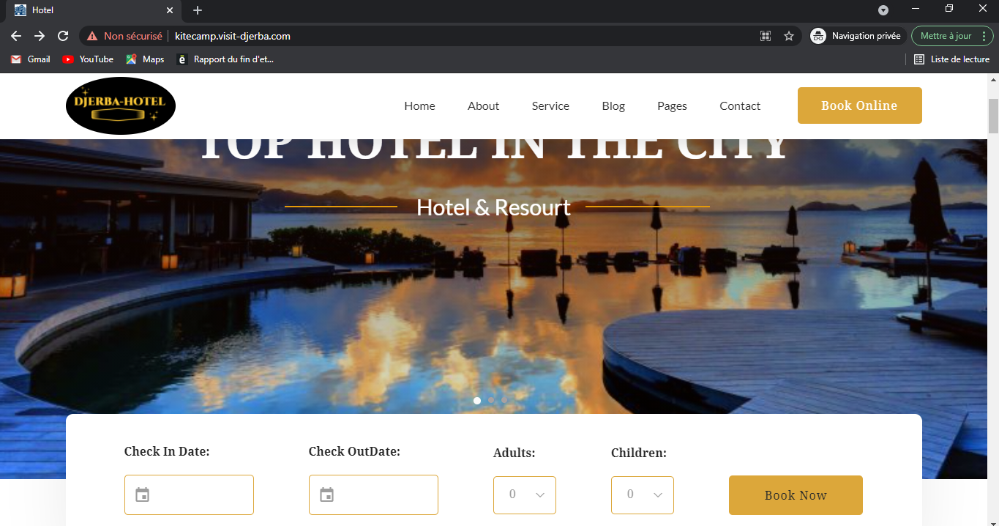 Hotel
Non sécurisé kitecamp.visit-djerba.com Navigation privée Mettre à jour
Gmail YouTube Maps Rapport du fin d'et... Liste de lecture
DJERBA-HOTEL Home About Service Blog Pages Contact Book Online
TOP HOTEL IN THE CITY
Hotel & Resourt
Check In Date: Check OutDate: Adults: Children:
0 0 Book Now